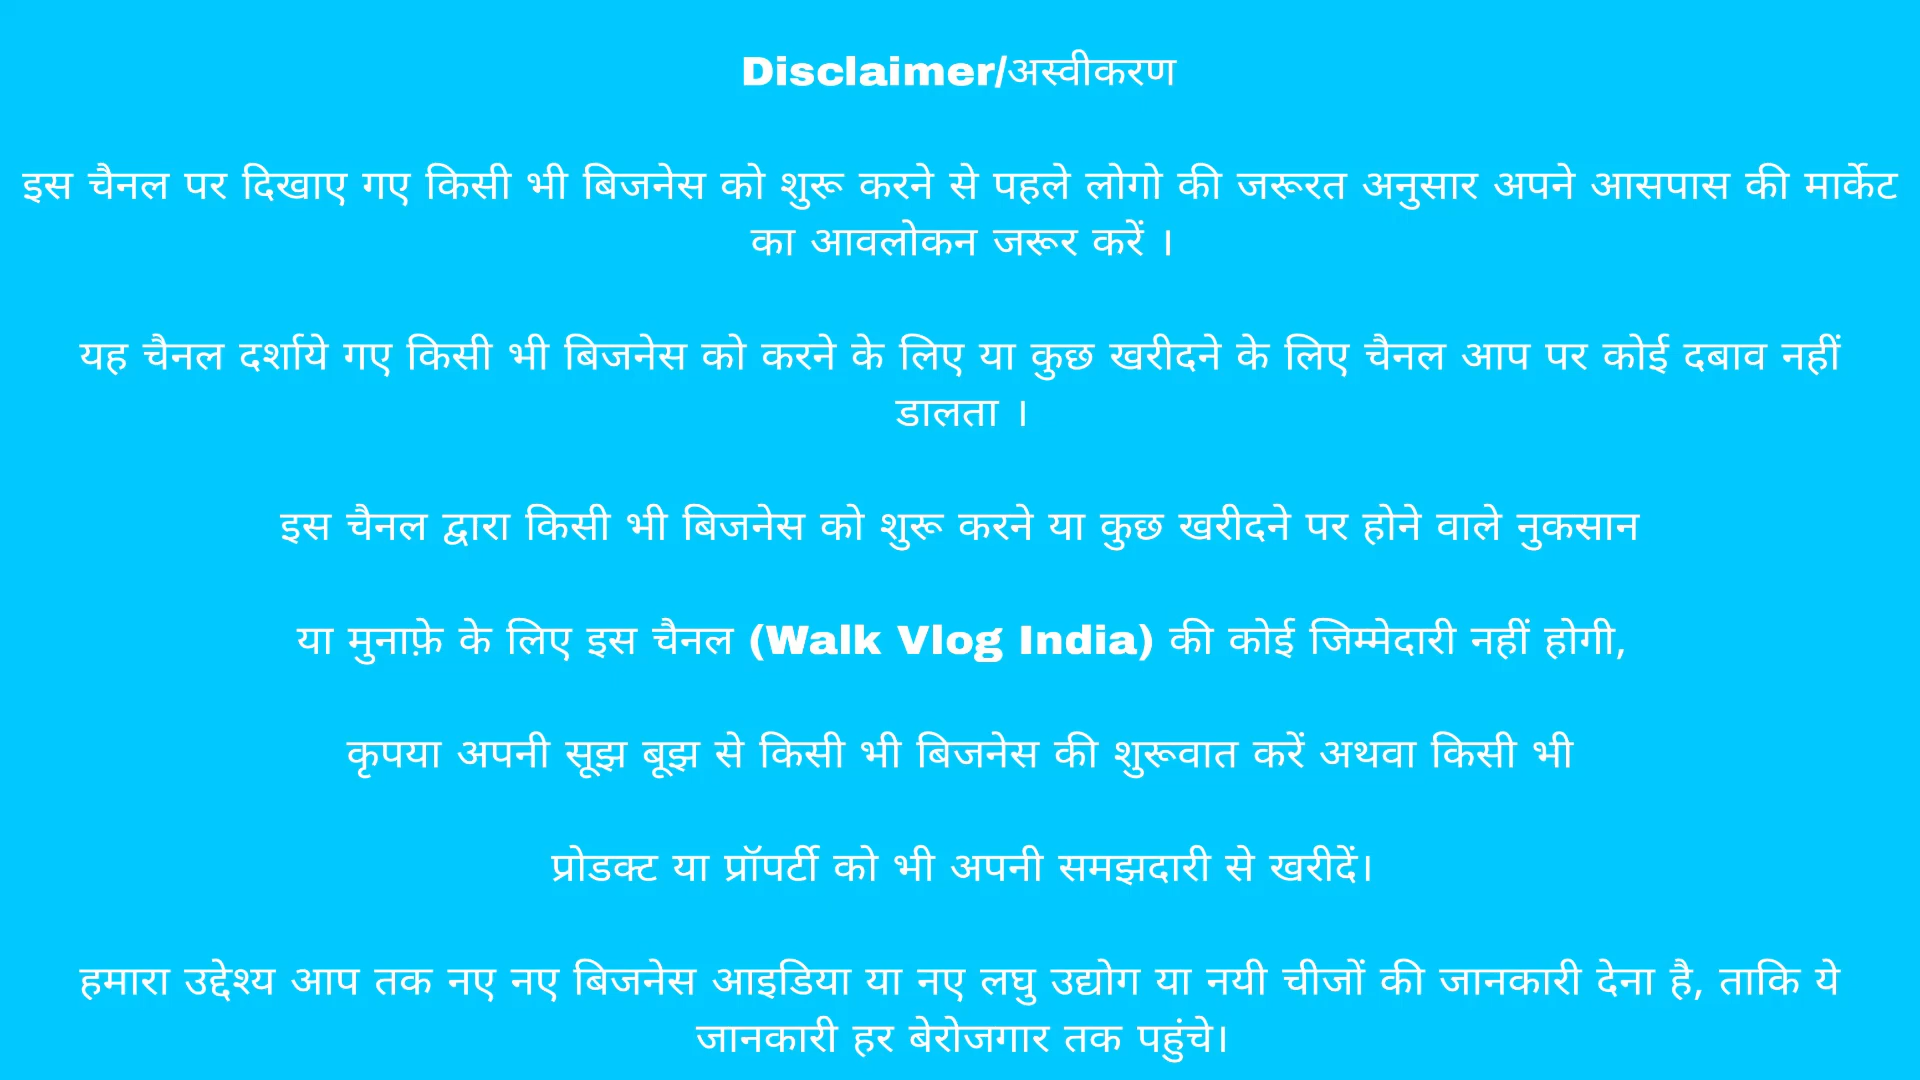 Disclaimer/अस्वीकरण
इस चैनल पर दिखाए गए किसी भी बिजनेस को शुरू करने से पहले लोगो की जरूरत अनुसार अपने आसपास की मार्केट
का आवलोकन जरूर करें ।
यह चैनल दर्शाये गए किसी भी बिजनेस को करने के लिए या कुछ खरीदने के लिए चैनल आप पर कोई दबाव नहीं
डालता ।
इस चैनल द्वारा किसी भी बिजनेस को शुरू करने या कुछ खरीदने पर होने वाले नुकसान
या मुनाफ़े के लिए इस चैनल (Walk Vlog India) की कोई जिम्मेदारी नहीं होगी,
कृपया अपनी सूझ बूझ से किसी भी बिजनेस की शुरूवात करें अथवा किसी भी
प्रोडक्ट या प्रॉपर्टी को भी अपनी समझदारी से खरीदें।
हमारा उद्देश्य आप तक नए नए बिजनेस आइडिया या नए लघु उद्योग या नयी चीजों की जानकारी देना है, ताकि ये
जानकारी हर बेरोजगार तक पहुंचे।